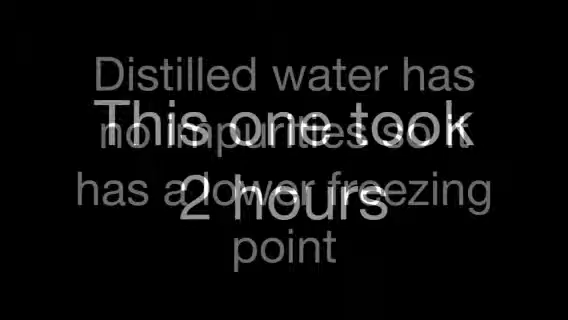 Distilled water has
no impurities so it
has a lower freezing
point
This one took
2 hours